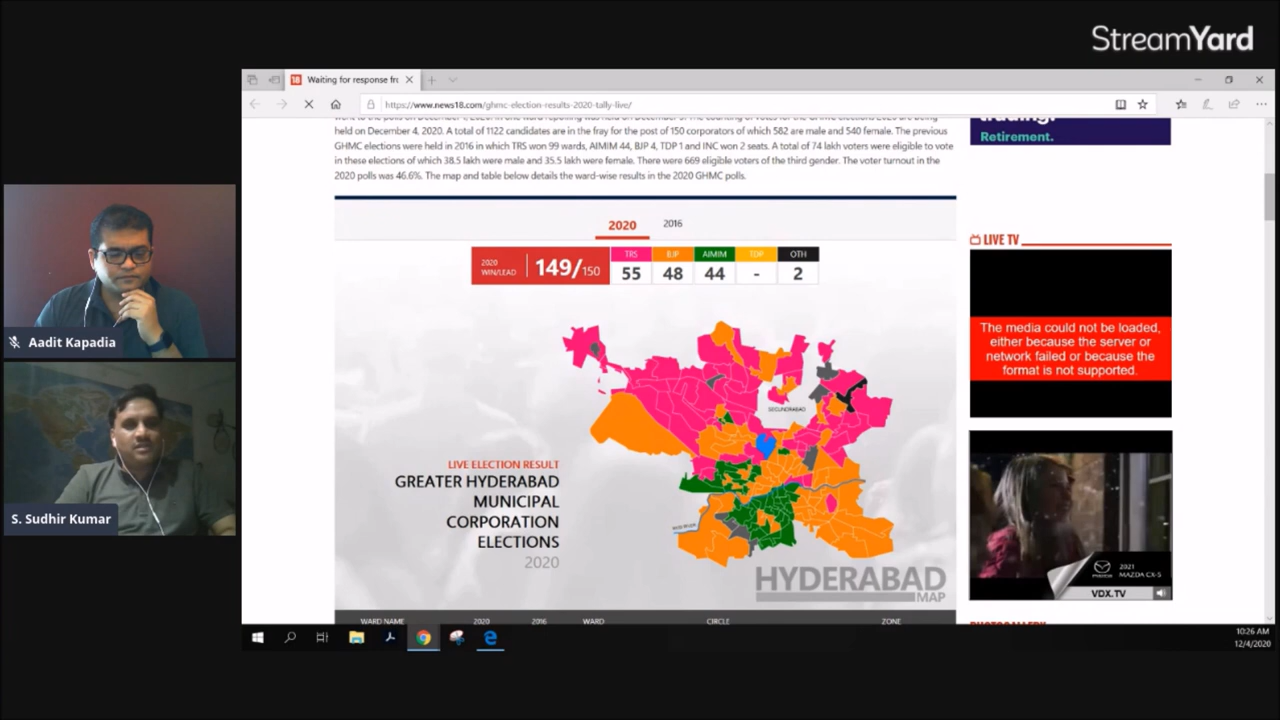 StreamYard
Waiting for response fr
https://www.news18.com/ghmc-election-results-2020-tally-live/
held on December 4, 2020. A total of 1122 candidates are in the fray for the post of 150 corporators of which 582 are male and 540 female. The previous
GHMC elections were held in 2016 in which TRS won 99 wards, AIMIM 44, BJP 4, TDP 1 and INC won 2 seats. A total of 74 lakh voters were eligible to vote
in these elections of which 38.5 lakh were male and 35.5 lakh were female. There were 669 eligible voters of the third gender. The voter turnout in the
2020 polls was 46.6%. The map and table below details the ward-wise results in the 2020 GHMC polls.
Retirement.
2020 2016
2020 WIN/LEAD 149/150
TRS BJP AIMIM TDP OTH
55 48 44 - 2
SECUNDRABAD
LIVE ELECTION RESULT
GREATER HYDERABAD
MUNICIPAL
CORPORATION
ELECTIONS
2020
HYDERABAD
MAP
WARD NAME 2020 2016 WARD CIRCLE ZONE
LIVE TV
The media could not be loaded,
either because the server or
network failed or because the
format is not supported.
2021
MAZDA CX-5
VDX.TV
Aadit Kapadia
S. Sudhir Kumar
10:26 AM
12/4/2020